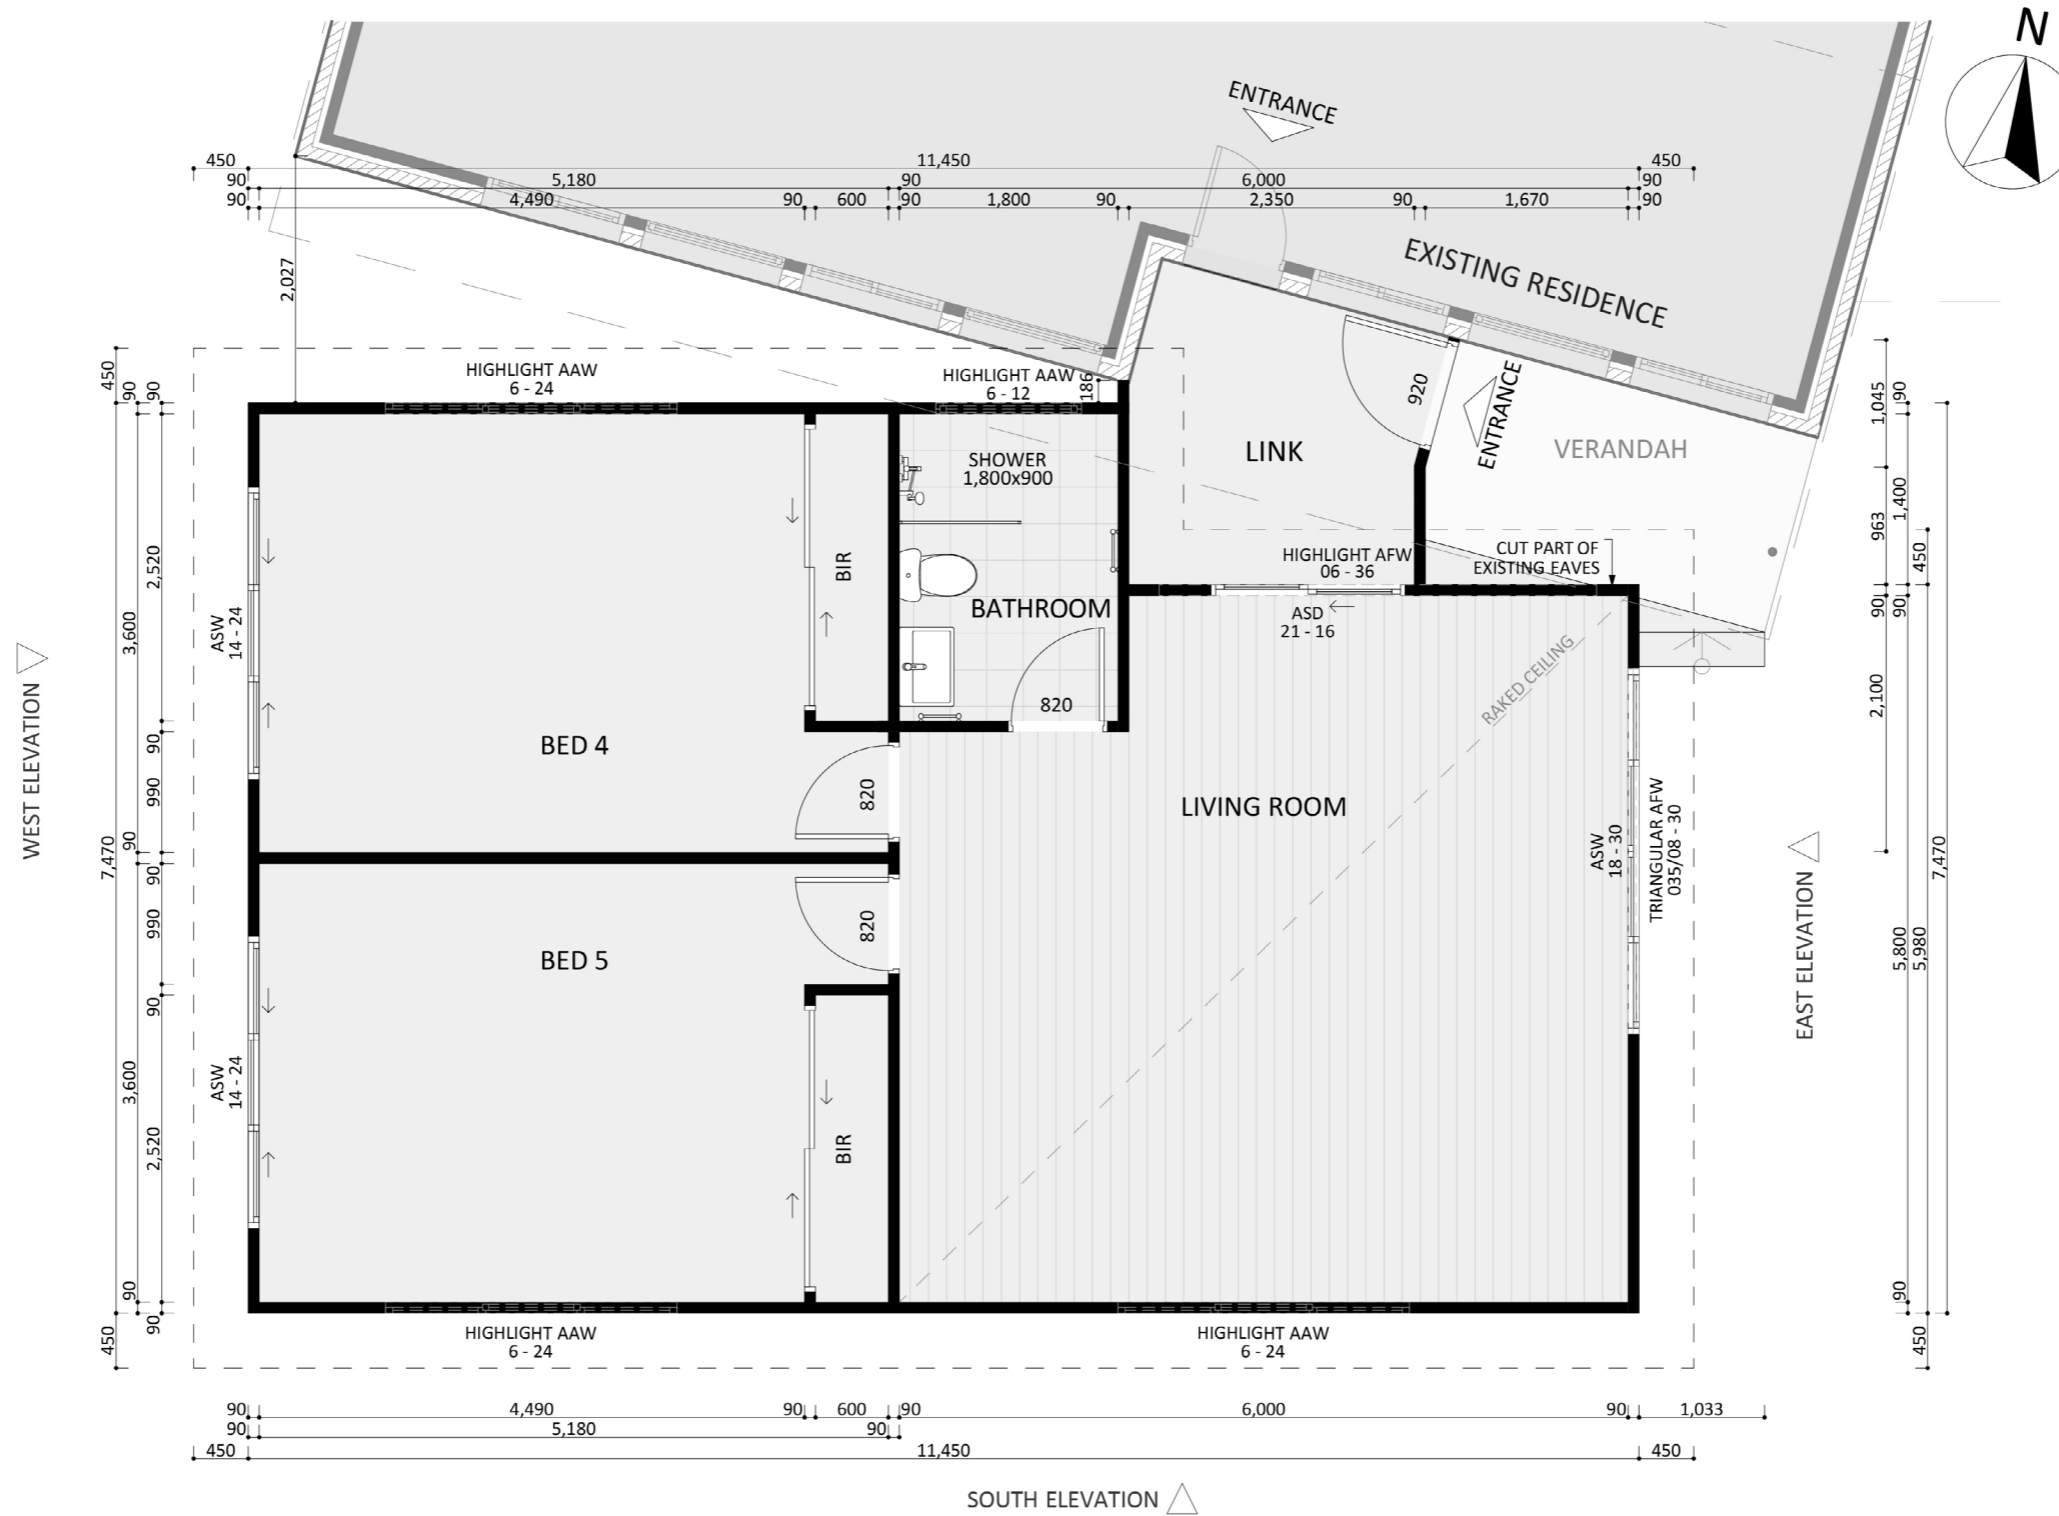 N
ENTRANCE
450
11,450
450
90
5,180
90
6,000
90
90
4,490
90
600
90
1,800
90
2,350
90
1,670
90
2,027
EXISTING RESIDENCE
HIGHLIGHT AAW
6 - 24
HIGHLIGHT AAW
6 - 12
186
920
ENTRANCE
LINK
VERANDAH
SHOWER
1,800x900
HIGHLIGHT AFW
06 - 36
CUT PART OF
EXISTING EAVES
BIR
BATHROOM
ASD
21 - 16
RAKED CEILING
820
BED 4
820
LIVING ROOM
ASW
14 - 24
ASW
18 - 30
TRIANGULAR AFW
035/08 - 30
820
BED 5
BIR
ASW
14 - 24
HIGHLIGHT AAW
6 - 24
HIGHLIGHT AAW
6 - 24
WEST ELEVATION
450
7,470
450
90
3,600
90
3,600
90
90
2,520
90
990
90
990
90
2,520
90
1,045
963
90
2,100
90
1,400
90
5,800
90
450
5,980
450
7,470
EAST ELEVATION
90
4,490
90
600
90
6,000
90
1,033
90
5,180
90
450
11,450
450
SOUTH ELEVATION